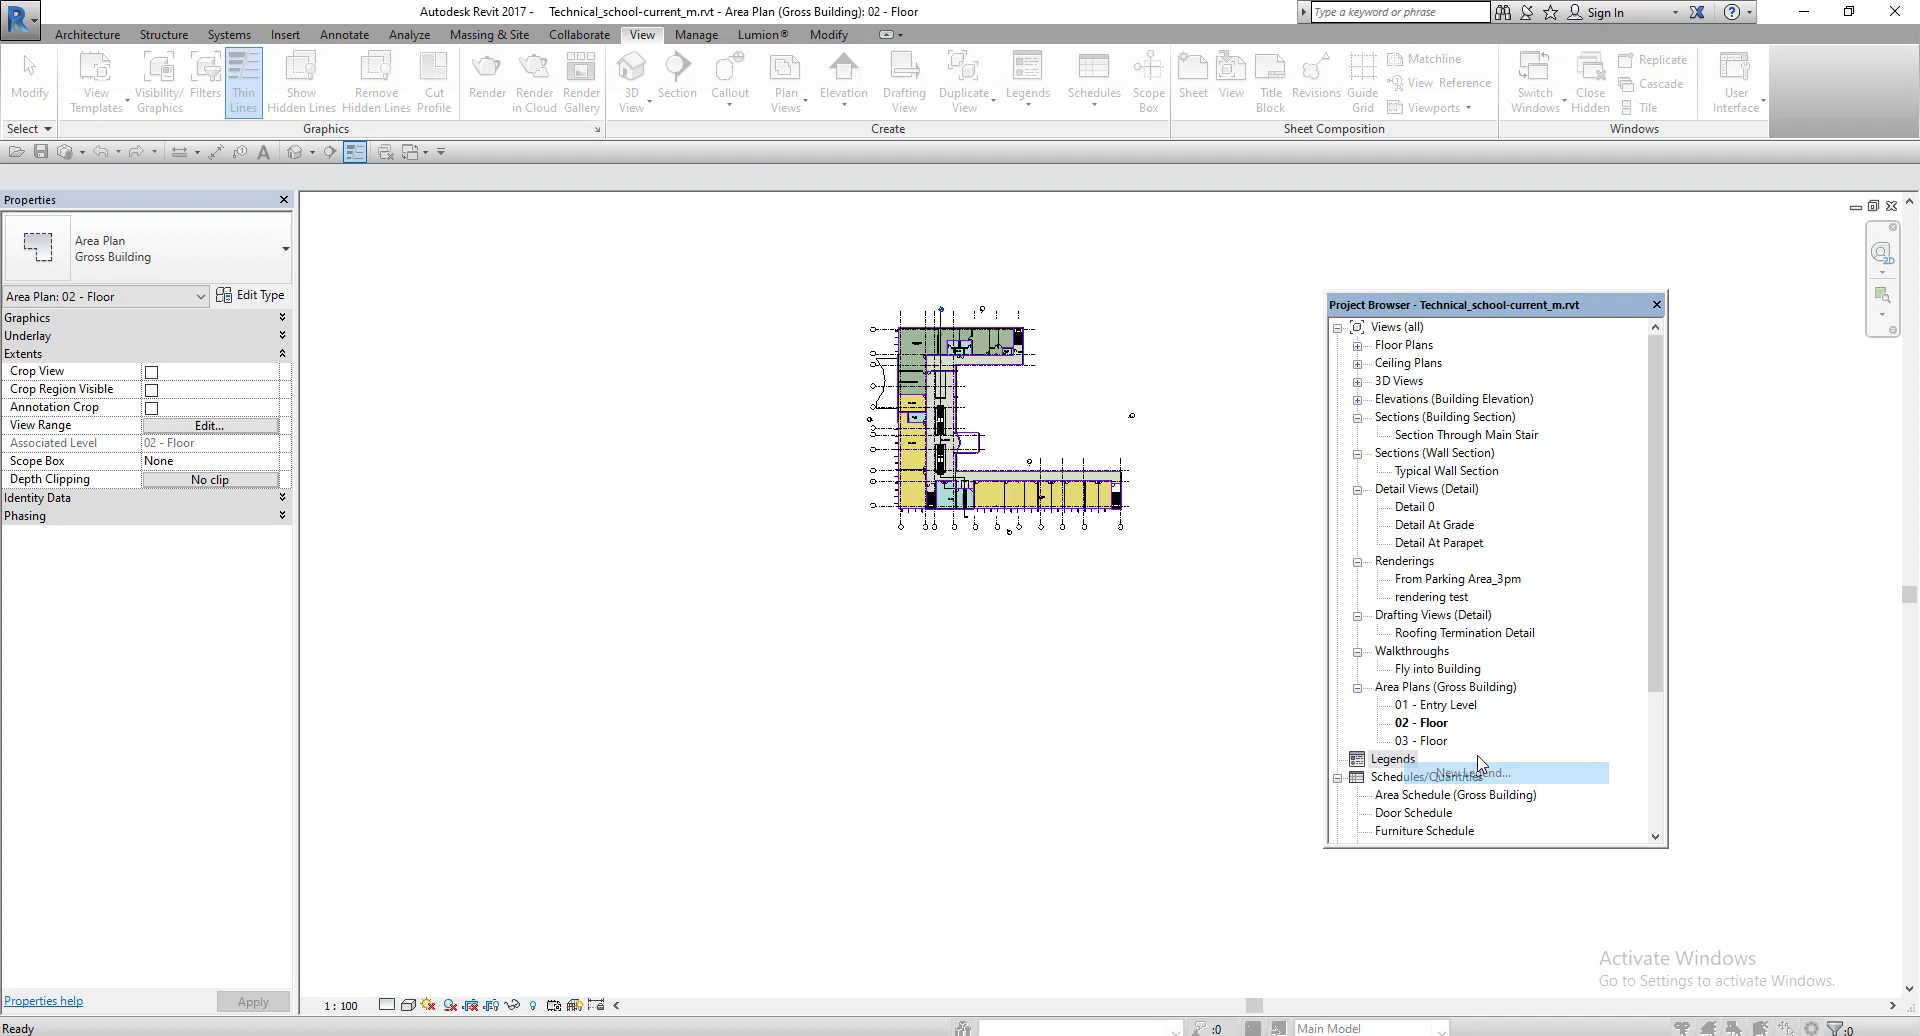 Autodesk Revit 2017 - Technical_school-current_m.rvt - Area Plan (Gross Building): 02 - Floor
Type a keyword or phrase
Sign In
Architecture Structure Systems Insert Annotate Analyze Massing & Site Collaborate View Manage Lumion® Modify
Modify
View Templates
Visibility/ Graphics
Filters
Thin Lines
Show Hidden Lines
Remove Hidden Lines
Cut Profile
Render
Render in Cloud
Render Gallery
3D View
Section
Callout
Plan Views
Elevation
Drafting View
Duplicate View
Legends
Schedules
Scope Box
Sheet
View
Title Block
Revisions
Guide Grid
Matchline
View Reference
Viewports
Switch Windows
Close Hidden
Replicate
Cascade
Tile
User Interface
Select
Graphics
Create
Sheet Composition
Windows
Properties
Area Plan
Gross Building
Area Plan: 02 - Floor
Edit Type
Graphics
Underlay
Extents
Crop View
Crop Region Visible
Annotation Crop
View Range Edit...
Associated Level 02 - Floor
Scope Box None
Depth Clipping No clip
Identity Data
Phasing
Properties help
Apply
2D
Project Browser - Technical_school-current_m.rvt
Views (all)
Floor Plans
Ceiling Plans
3D Views
Elevations (Building Elevation)
Sections (Building Section)
Section Through Main Stair
Sections (Wall Section)
Typical Wall Section
Detail Views (Detail)
Detail 0
Detail At Grade
Detail At Parapet
Renderings
From Parking Area_3pm
rendering test
Drafting Views (Detail)
Roofing Termination Detail
Walkthroughs
Fly into Building
Area Plans (Gross Building)
01 - Entry Level
02 - Floor
03 - Floor
Legends
New Legend...
Schedules/Quantities
Area Schedule (Gross Building)
Door Schedule
Furniture Schedule
Activate Windows
Go to Settings to activate Windows.
1 : 100
Ready
:0
Main Model
:0